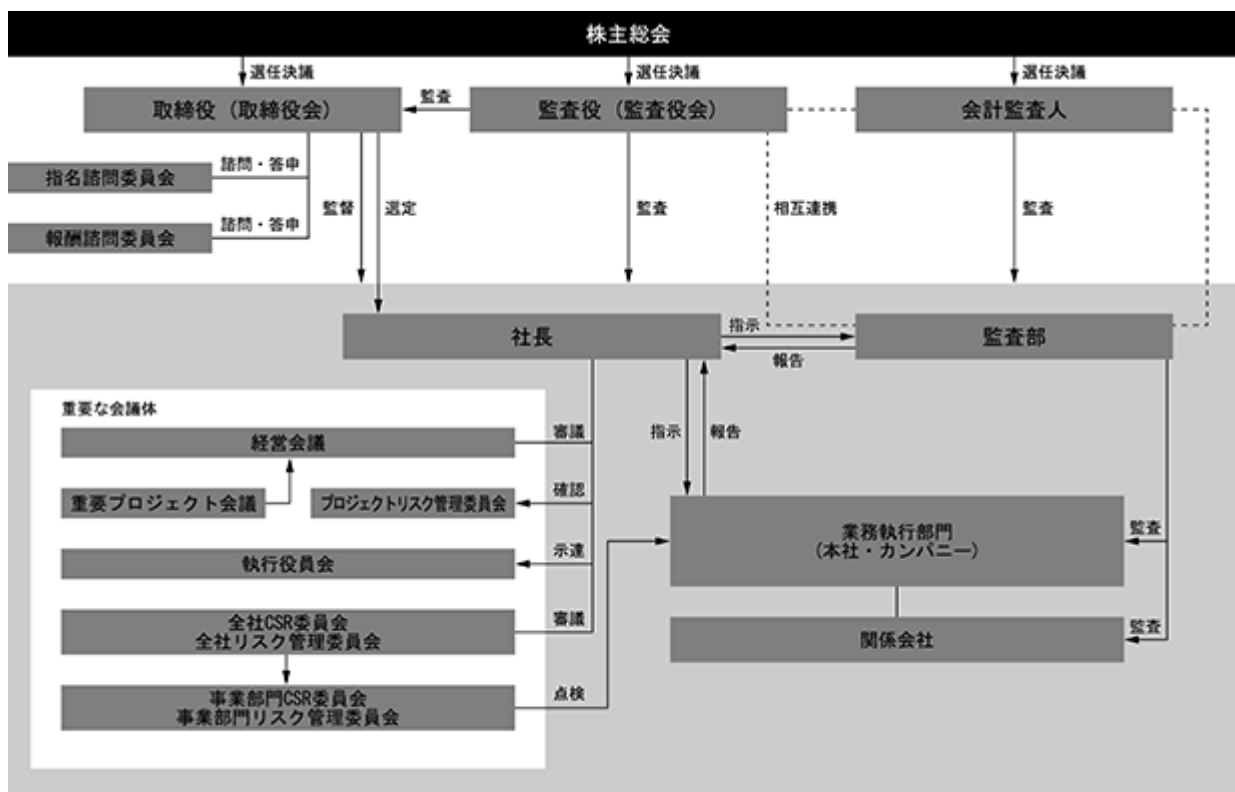 株主総会
選任決議
選任決議
選任決議
取締役（取締役会）
監査
監査役（監査役会）
会計監査人
指名諮問委員会
諮問・答申
報酬諮問委員会
諮問・答申
監督
選定
監査
相互連携
監査
社長
指示
報告
監査部
重要な会議体
経営会議
審議
指示
報告
重要プロジェクト会議
プロジェクトリスク管理委員会
確認
業務執行部門
(本社・カンパニー)
監査
執行役員会
示達
全社CSR委員会
全社リスク管理委員会
審議
関係会社
監査
事業部門CSR委員会
事業部門リスク管理委員会
点検